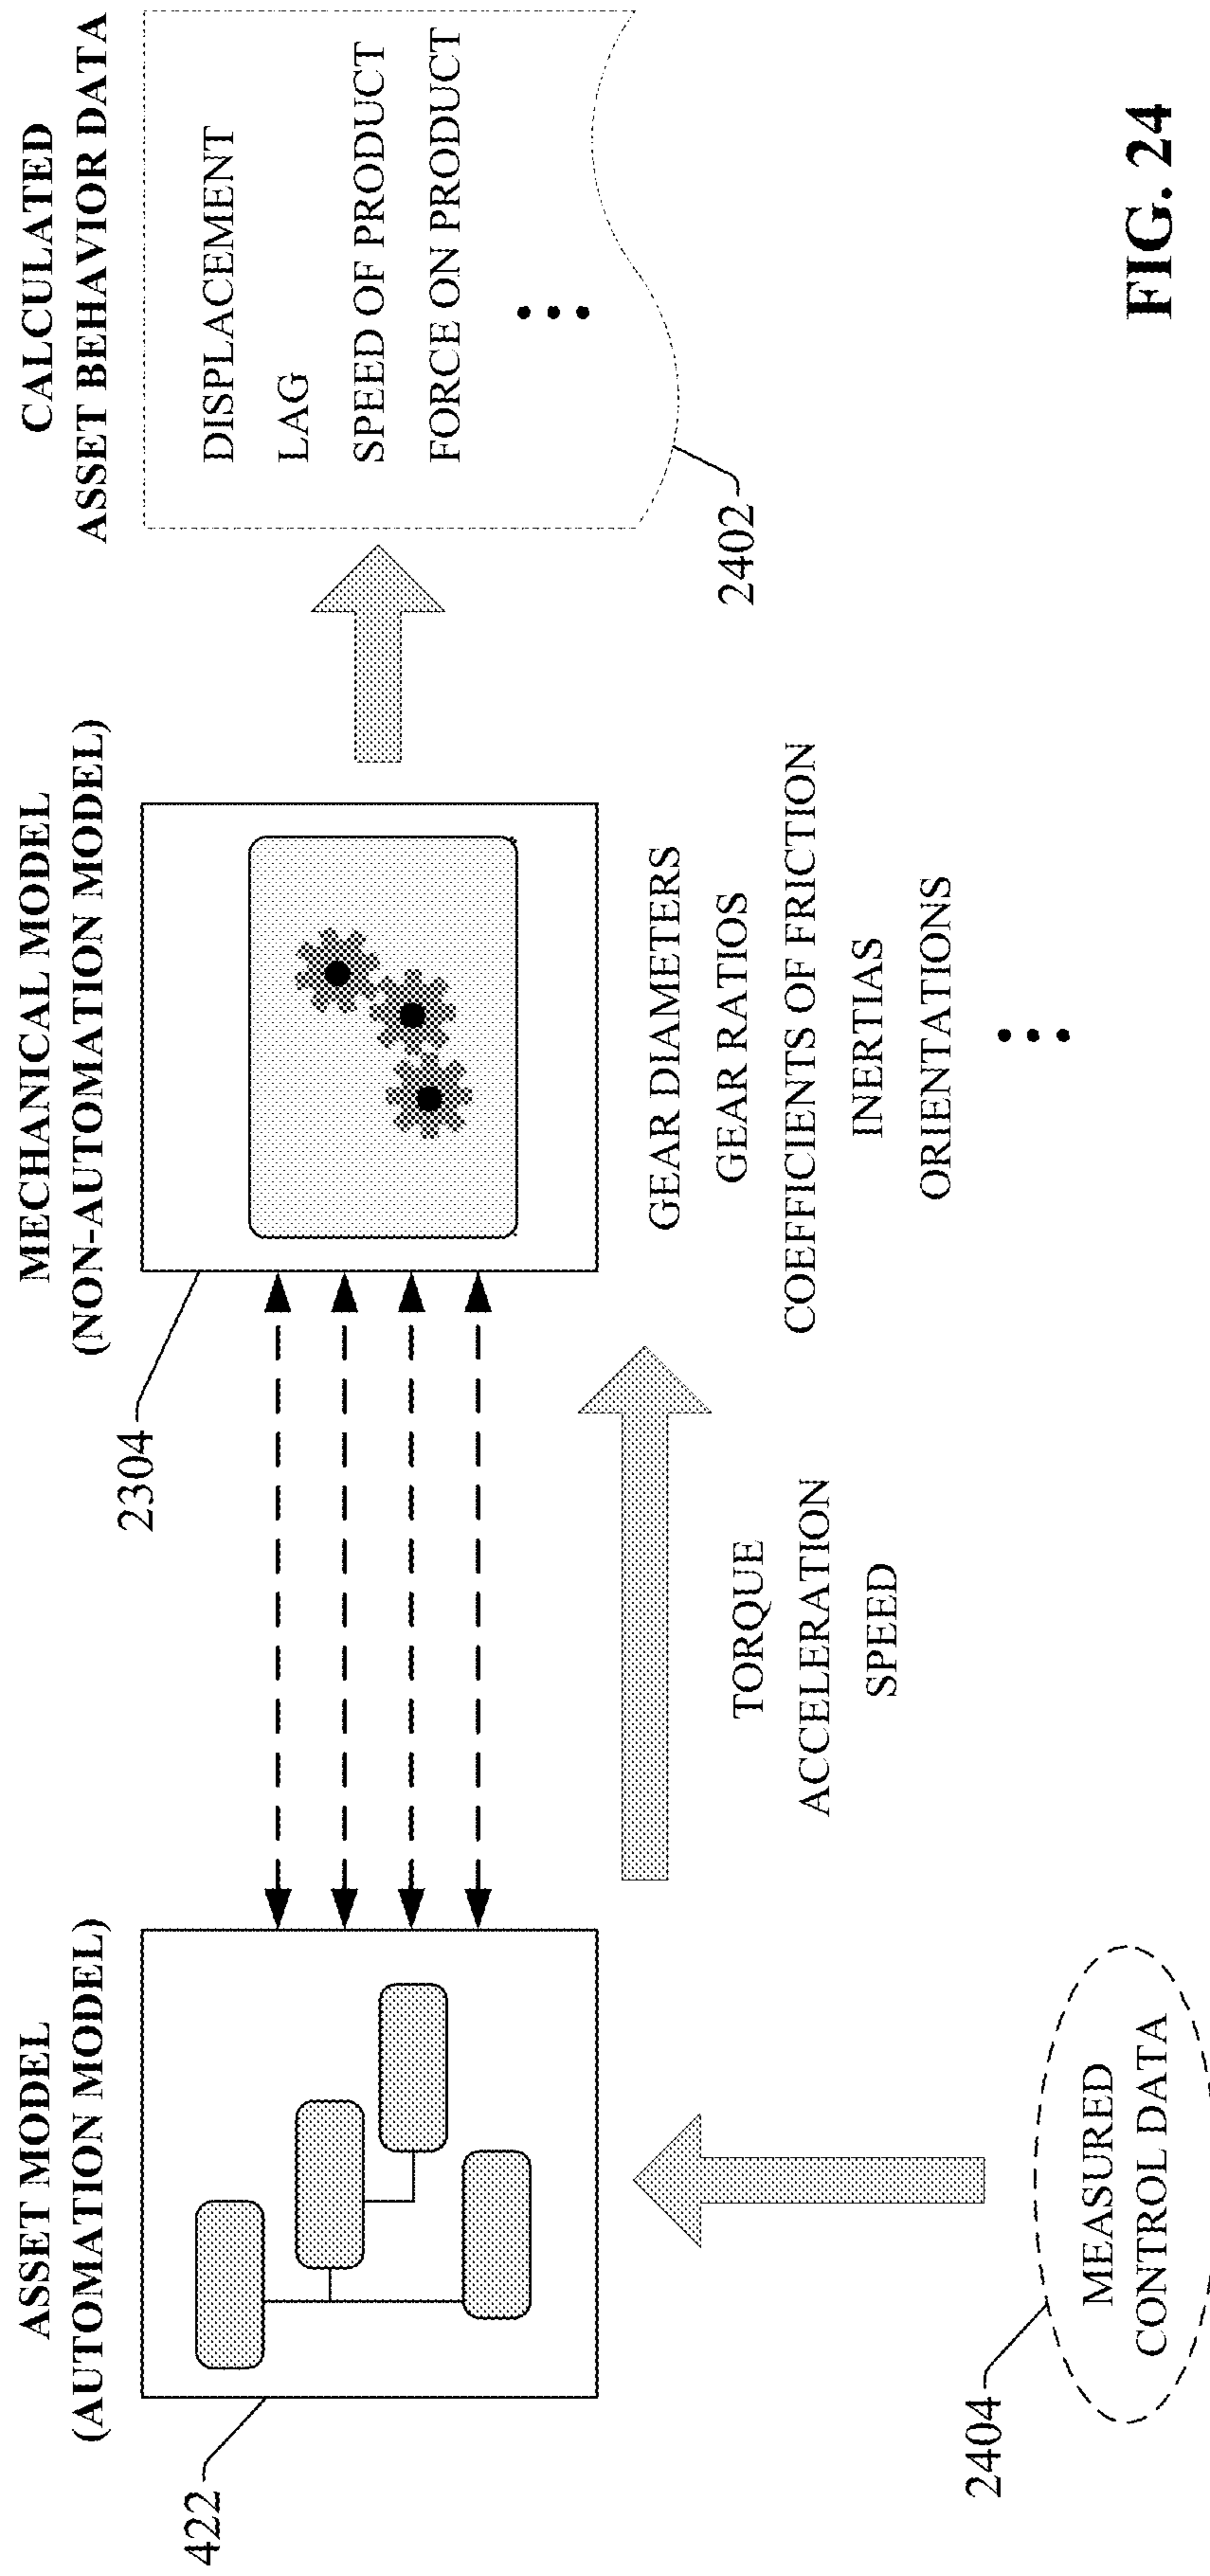 ASSET MODEL
(AUTOMATION MODEL)
422
MEASURED
CONTROL DATA
2404
TORQUE
ACCELERATION
SPEED
MECHANICAL MODEL
(NON-AUTOMATION MODEL)
2304
GEAR DIAMETERS
GEAR RATIOS
COEFFICIENTS OF FRICTION
INERTIAS
ORIENTATIONS
CALCULATED
ASSET BEHAVIOR DATA
DISPLACEMENT
LAG
SPEED OF PRODUCT
FORCE ON PRODUCT
2402
FIG. 24